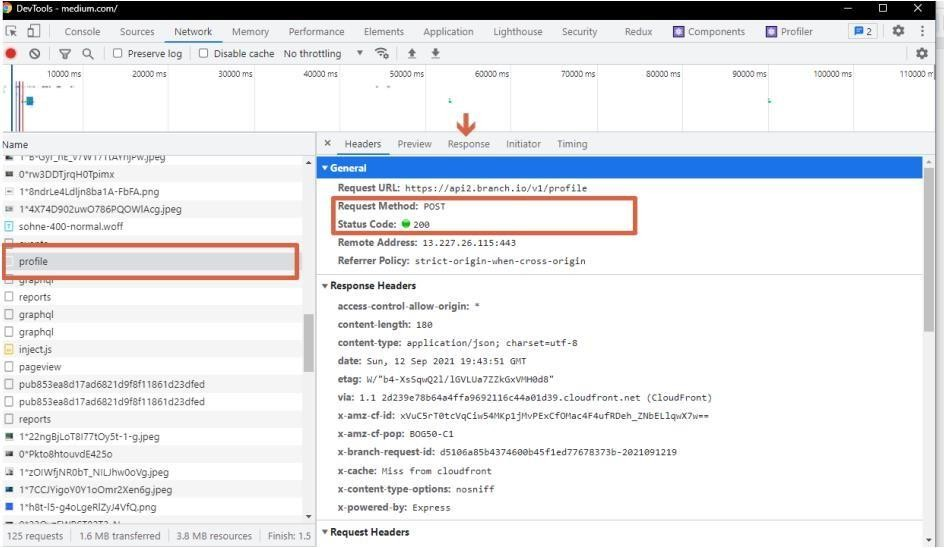 DevTools - medium.com/
Console Sources Network Memory Performance Elements Application Lighthouse Security Redux Components Profiler 2
Preserve log Disable cache No throttling
10000 ms 20000 ms 30000 ms 40000 ms 50000 ms 60000 ms 70000 ms 80000 ms 90000 ms 100000 ms 110000 m
Name
0*rw3DDTjrqH0Tpimx
1*8ndrLe4Ldljn8ba1A-FbFA.png
1*4X74D902uwO786PQOWlAcg.jpeg
sohne-400-normal.woff
events
profile
graphql
reports
graphql
graphql
inject.js
pageview
pub853ea8d17ad6821d9f8f11861d23dfed
pub853ea8d17ad6821d9f8f11861d23dfed
reports
1*22ngBjLoT8I77tOy5t-1-g.jpeg
0*Pkto8htouvdE425o
1*zOIWfjNR0bT_NILJhw0oVg.jpeg
1*7CCJYigoY0Y1oOmr2Xen6g.jpeg
1*h8t-l5-g4oLgeRlZyJ4VfQ.png
125 requests 1.6 MB transferred 3.8 MB resources Finish: 1.5
× Headers Preview Response Initiator Timing
General
Request URL: https://api2.branch.io/v1/profile
Request Method: POST
Status Code: 200
Remote Address: 13.227.26.115:443
Referrer Policy: strict-origin-when-cross-origin
Response Headers
access-control-allow-origin: *
content-length: 180
content-type: application/json; charset=utf-8
date: Sun, 12 Sep 2021 19:43:51 GMT
etag: W/"b4-XsSqwQ2l/lGVLUa7ZZkGxVMH0d8"
via: 1.1 2d239e78b64a4ffa9692116c44a01d39.cloudfront.net (CloudFront)
x-amz-cf-id: xVuC5rT0tcVqCiw54MKp1jMvPExCfOMac4F4ufRDeh_ZNbELlqwX7w==
x-amz-cf-pop: BOG50-C1
x-branch-request-id: d5106a85b4374600b45f1ed77678373b-2021091219
x-cache: Miss from cloudfront
x-content-type-options: nosniff
x-powered-by: Express
Request Headers